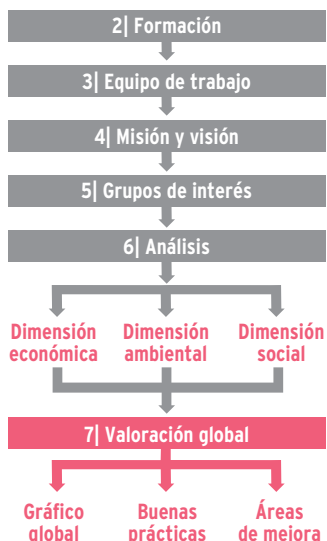 2| Formación
3| Equipo de trabajo
4| Misión y visión
5| Grupos de interés
6| Análisis
Dimensión económica
Dimensión ambiental
Dimensión social
7| Valoración global
Gráfico global
Buenas prácticas
Áreas de mejora